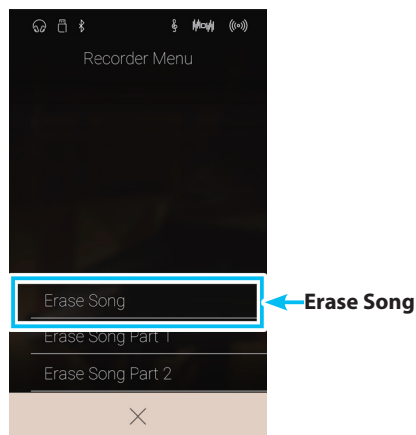 Recorder Menu
Erase Song
Erase Song
Erase Song Part 1
Erase Song Part 2